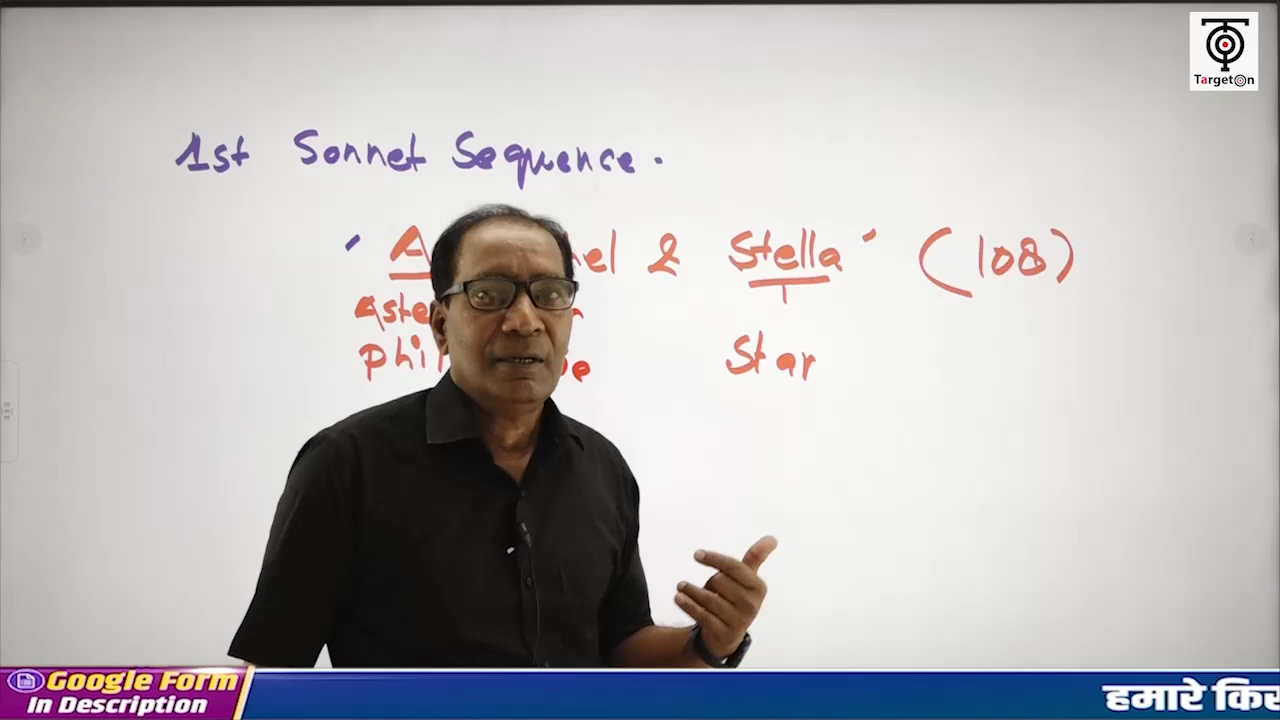 TargetOn
1st Sonnet Sequence.
& Stella' (108)
Star
Google Form
In Description
हमारे